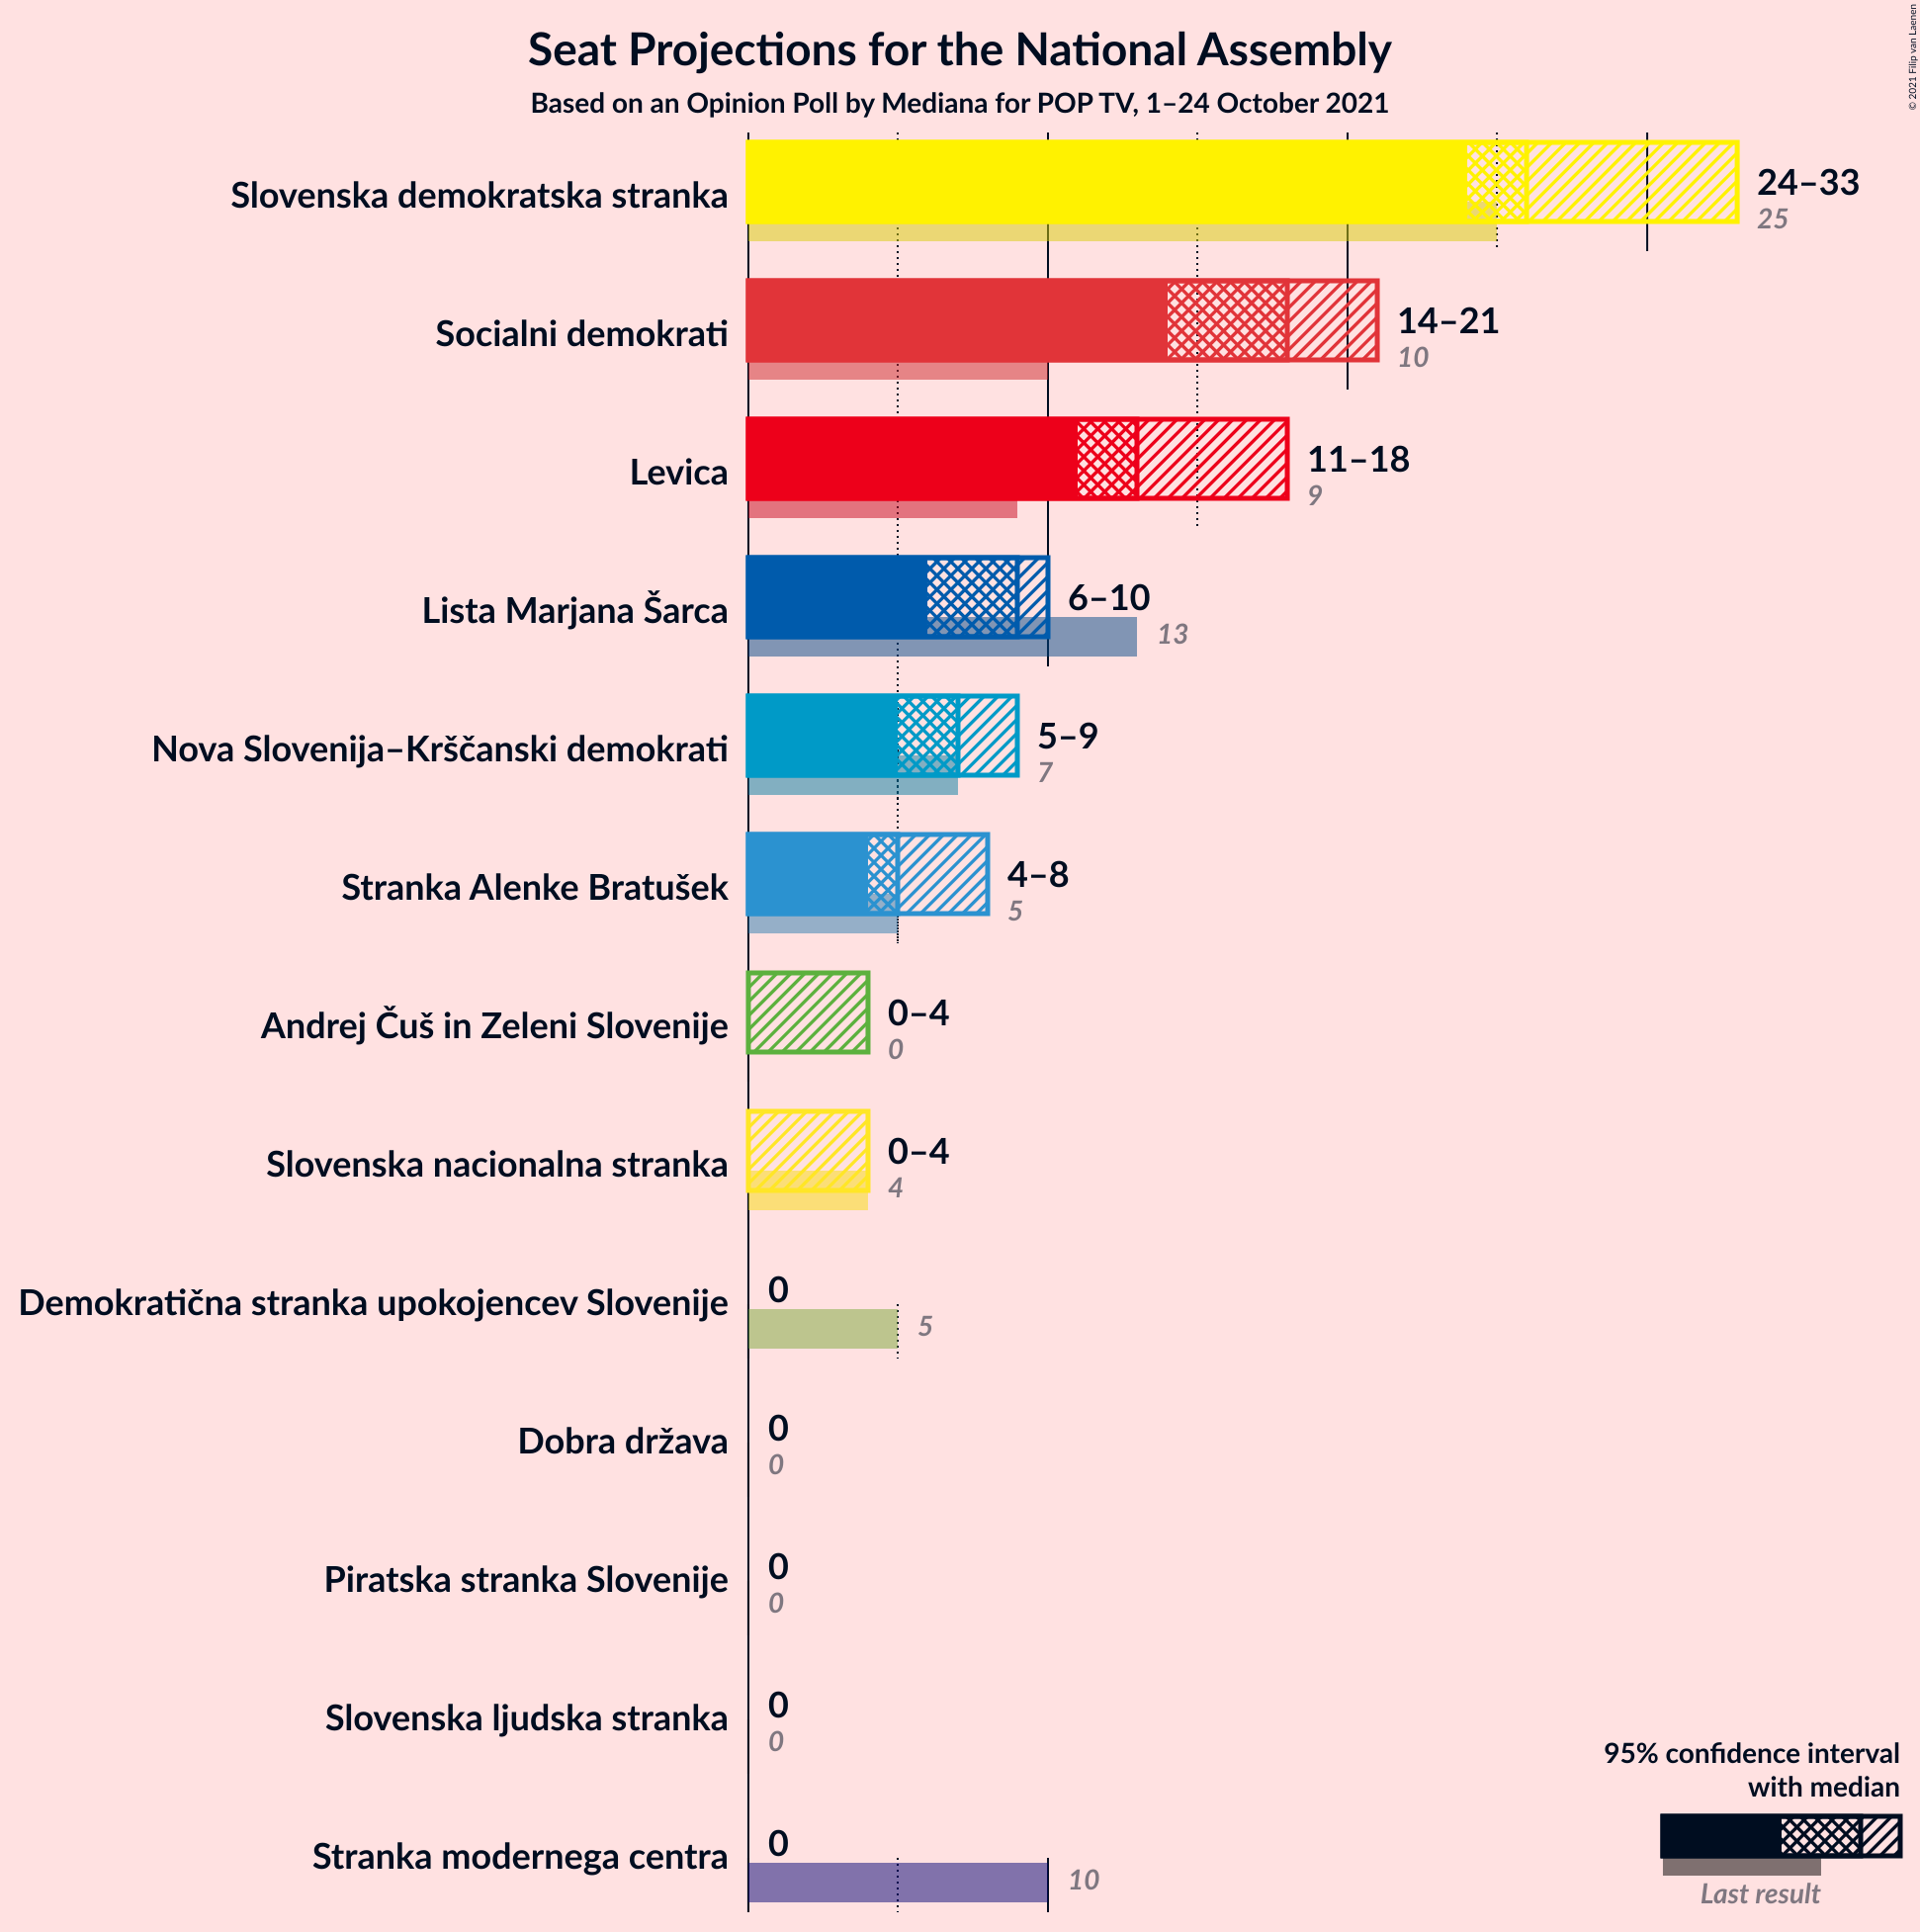 Seat Projections for the National Assembly
Based on an Opinion Poll by Mediana for POP TV, 1–24 October 2021
© 2021 Filip van Laenen
Slovenska demokratska stranka
24–33
25
Socialni demokrati
14–21
10
Levica
11–18
9
Lista Marjana Šarca
6–10
13
Nova Slovenija–Krščanski demokrati
5–9
7
Stranka Alenke Bratušek
4–8
5
Andrej Čuš in Zeleni Slovenije
0–4
0
Slovenska nacionalna stranka
0–4
4
Demokratična stranka upokojencev Slovenije
0
5
Dobra država
0
0
Piratska stranka Slovenije
0
0
Slovenska ljudska stranka
0
0
Stranka modernega centra
0
10
95% confidence interval
with median
Last result